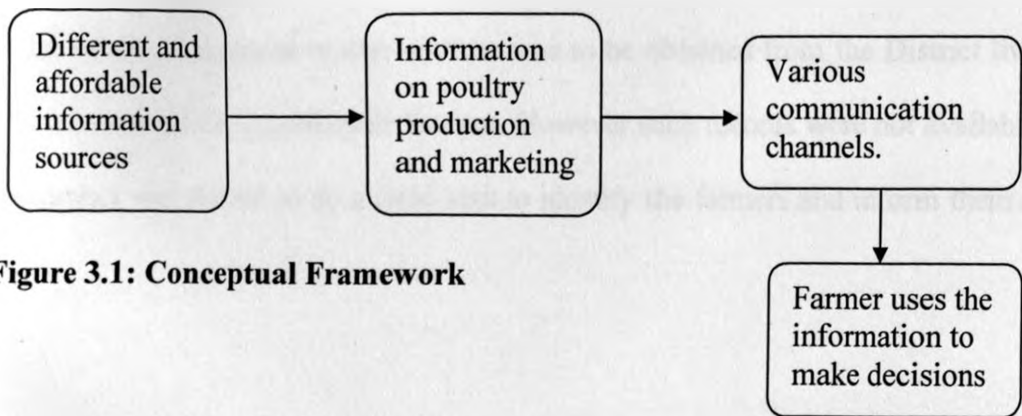 Different and
affordable
information
sources
Information
on poultry
production
and marketing
Various
communication
channels.
Figure 3.1: Conceptual Framework
Farmer uses the
information to
make decisions